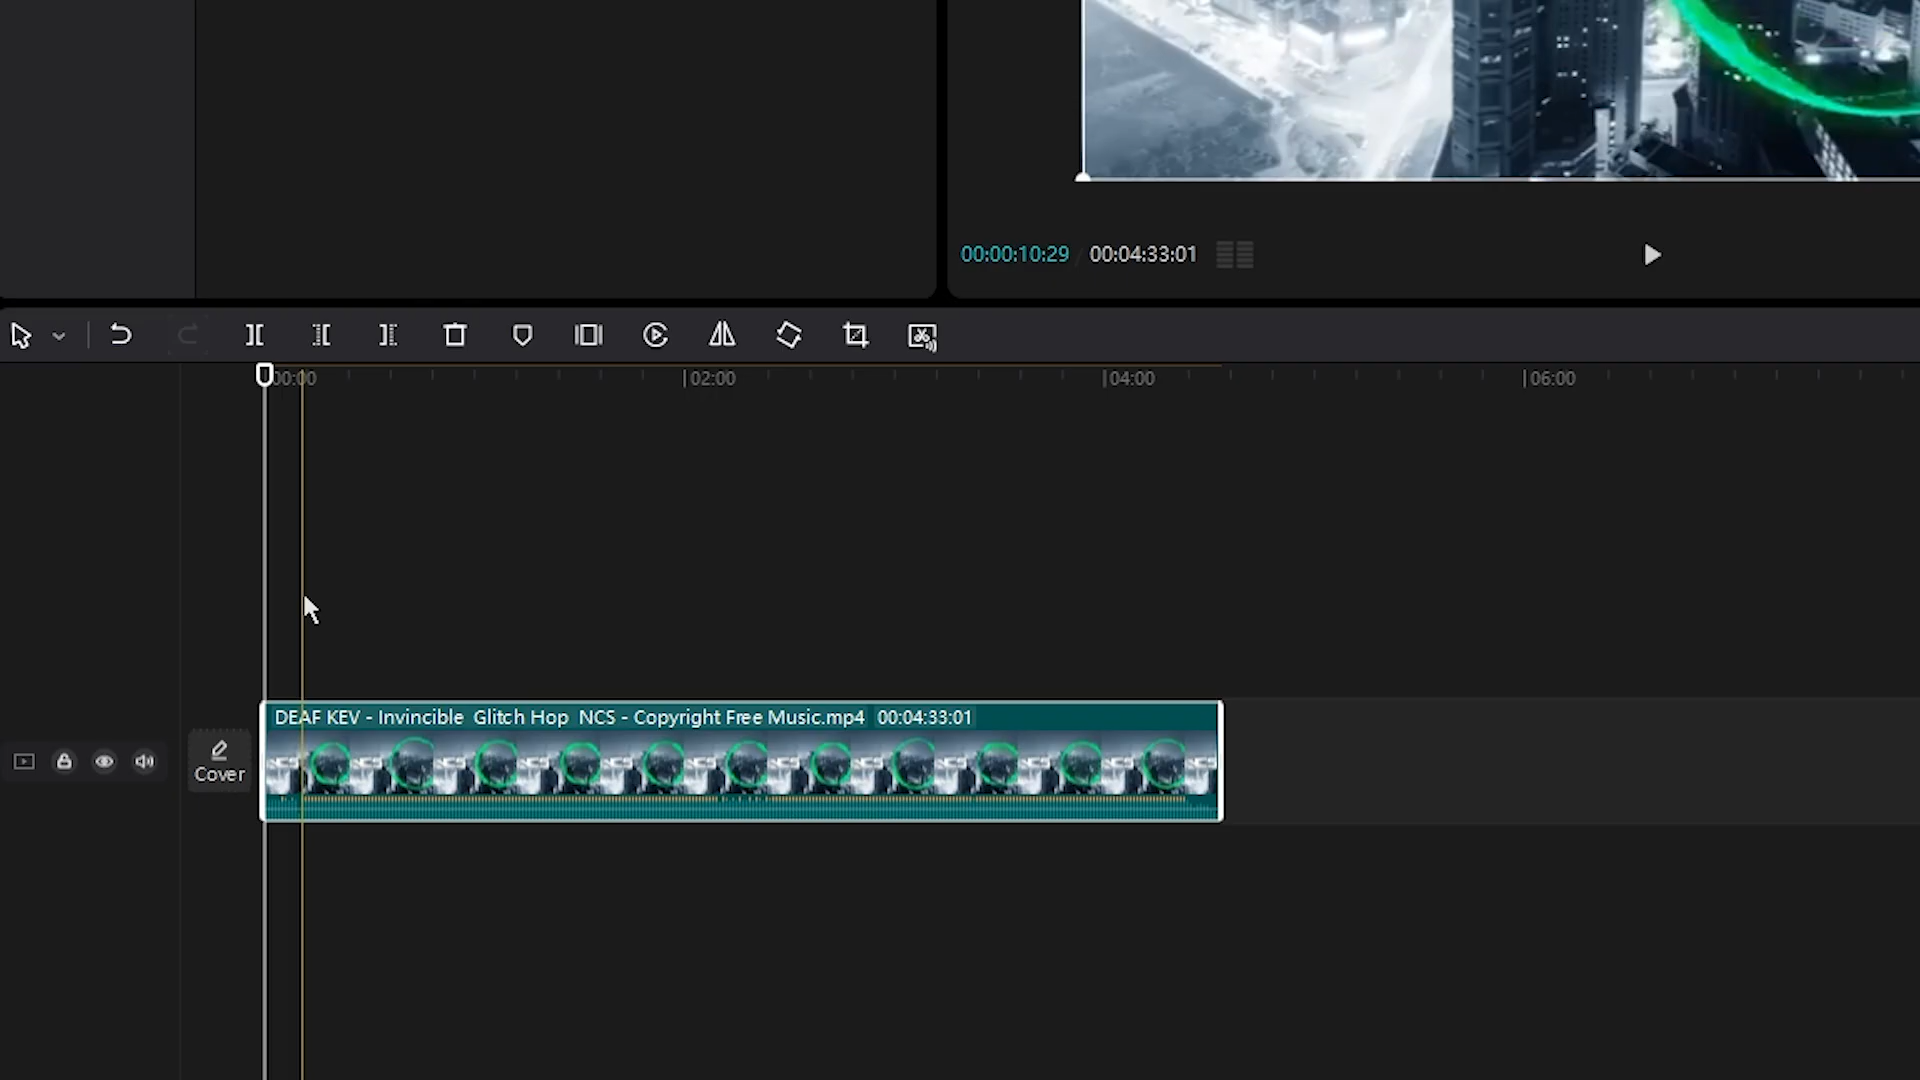 00:00:10:29 / 00:04:33:01
00:00
02:00
04:00
06:00
DEAF KEV - Invincible Glitch Hop NCS - Copyright Free Music.mp4 00:04:33:01
Cover